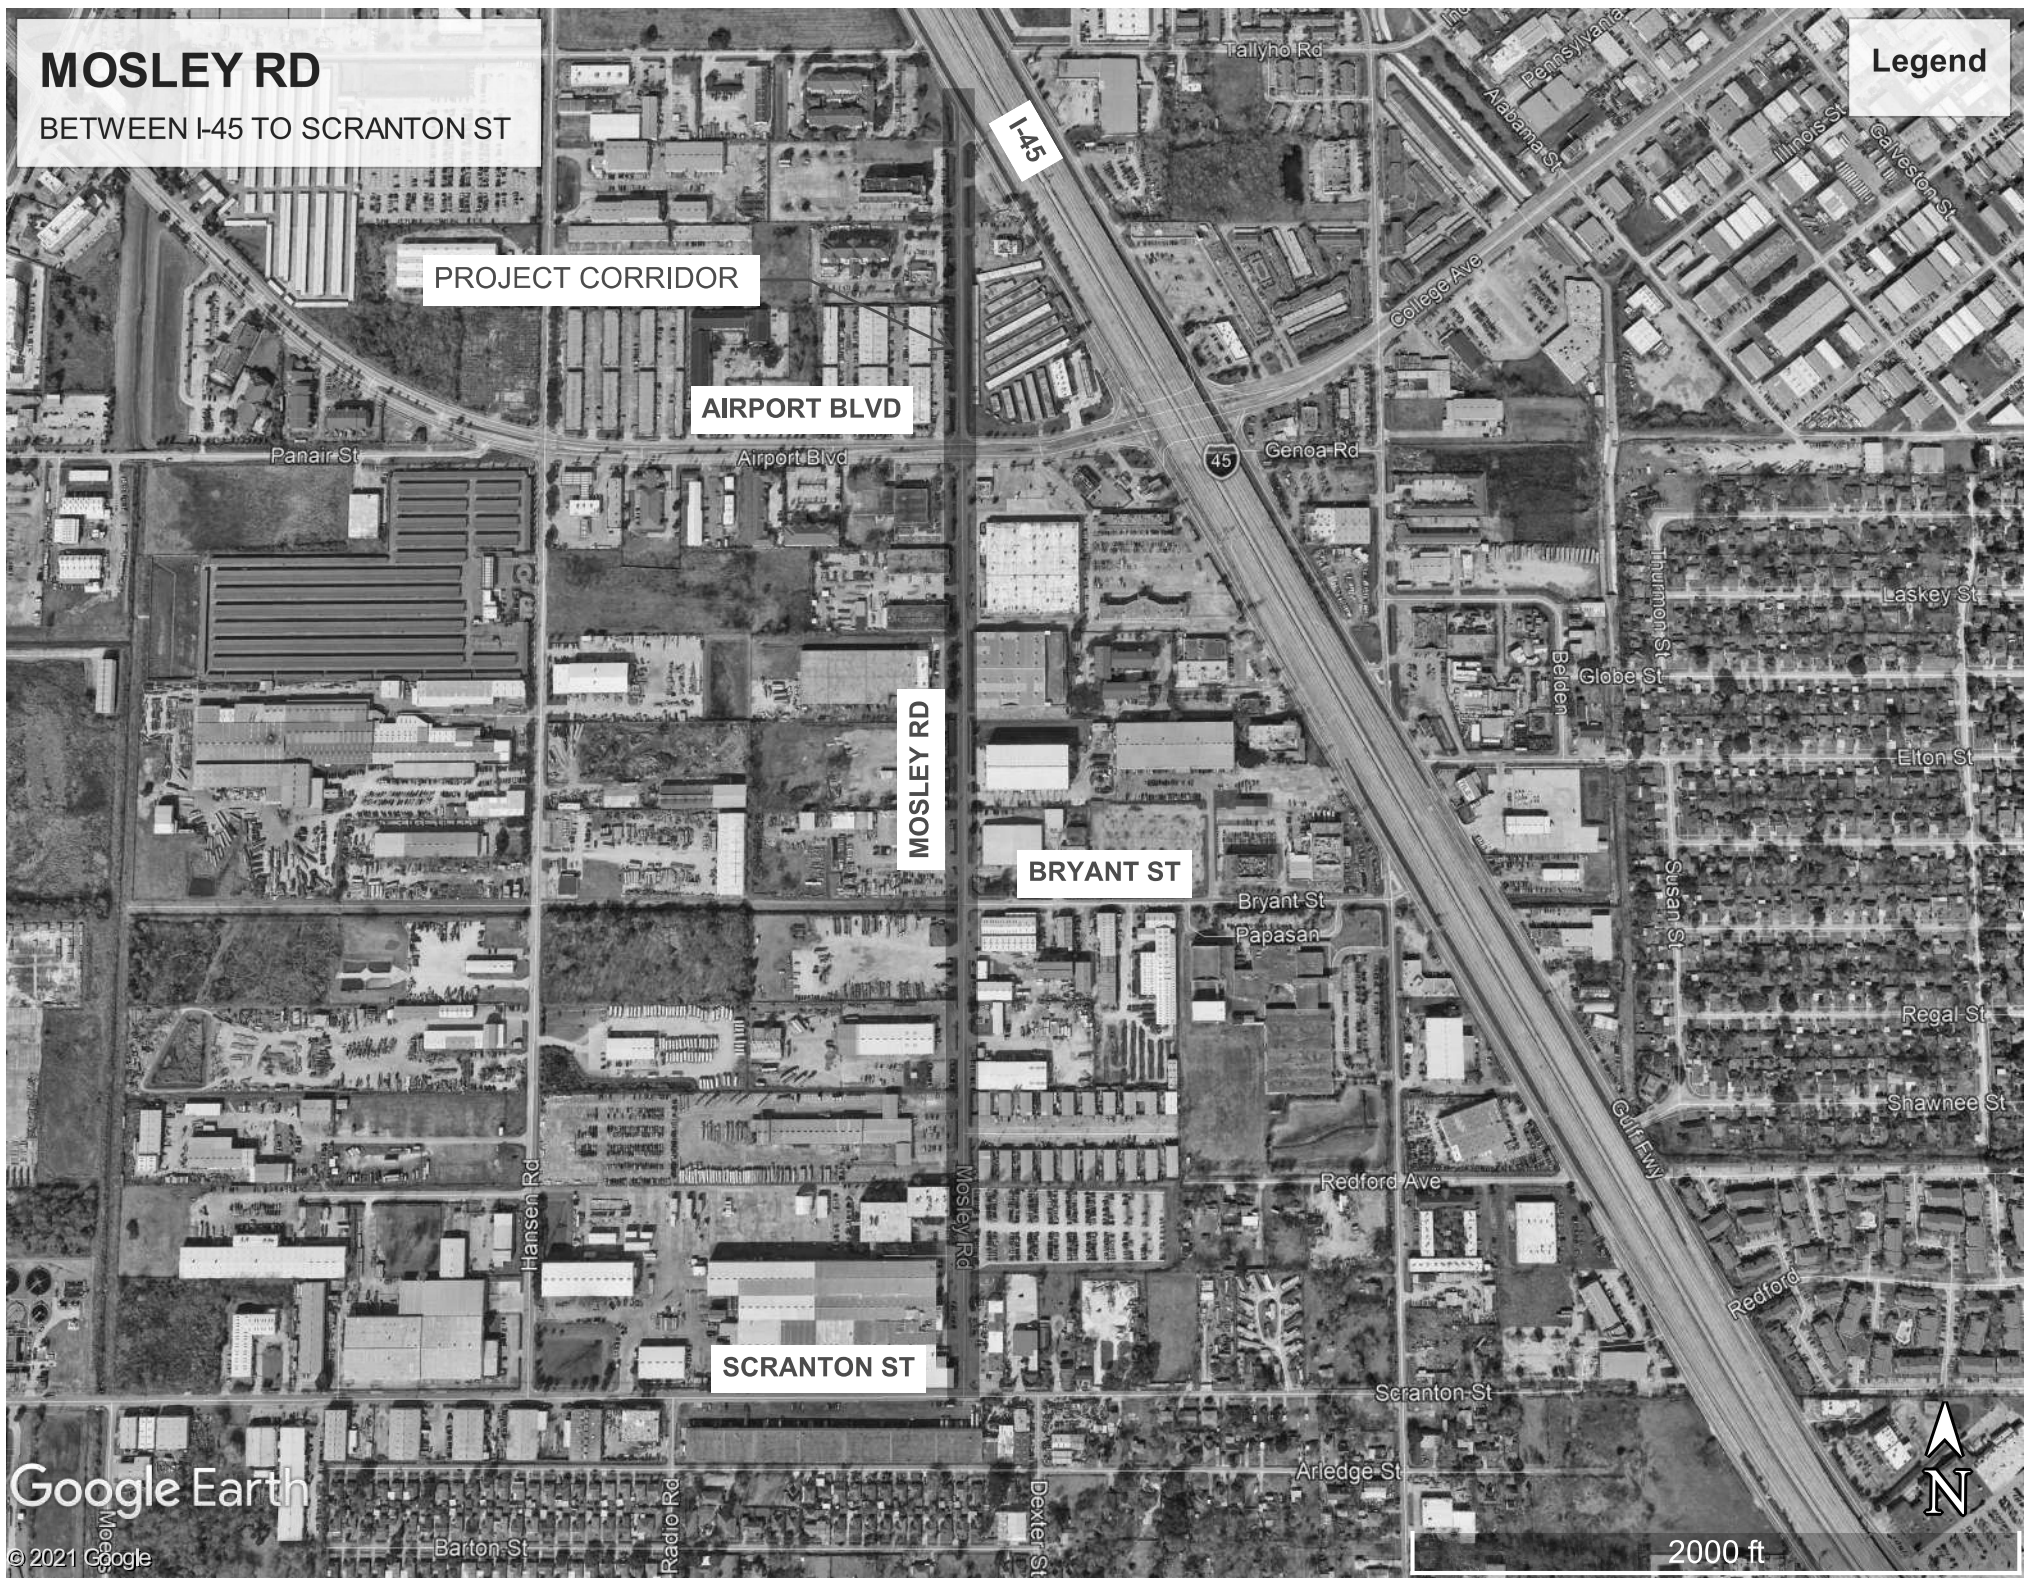 MOSLEY RD
BETWEEN I-45 TO SCRANTON ST
Legend
Tallyho Rd
Pennsylvania
Alabama St
Illinois St
Galveston St
I-45
PROJECT CORRIDOR
College Ave
AIRPORT BLVD
Panair St
Airport Blvd
45
Genoa Rd
Thurmon St
Laskey St
Belden
Globe St
MOSLEY RD
Elton St
BRYANT ST
Bryant St
Susan St
Papasan
Regal St
Shawnee St
Gulf Fwy
Hansen Rd
Mosley Rd
Redford Ave
Redford
SCRANTON ST
Scranton St
Google Earth
Radio Rd
Dexter St
Arledge St
N
Barton St
© 2021 Google
2000 ft